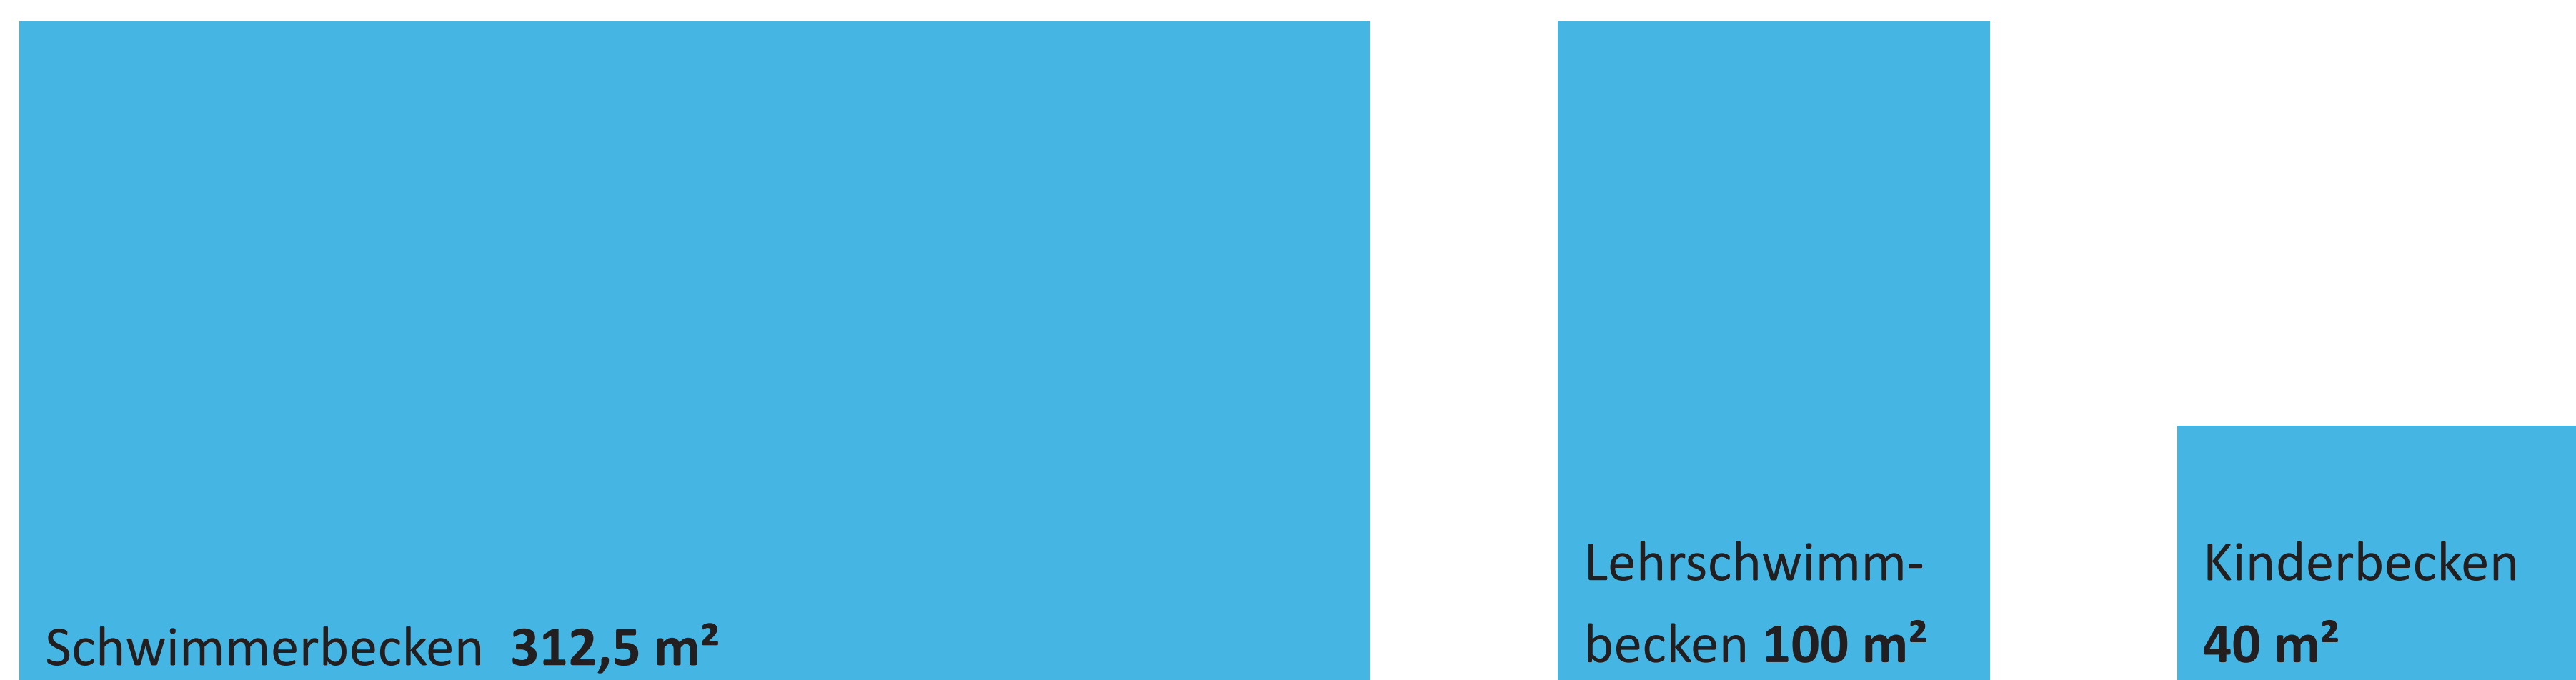 Schwimmerbecken 312,5 m²
Lehrschwimm-
becken 100 m²
Kinderbecken
40 m²